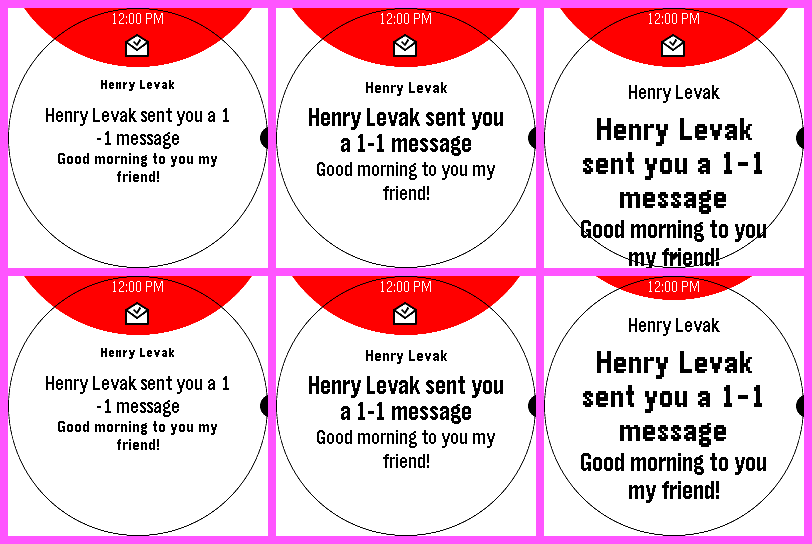 12:00 PM
Henry Levak
Henry Levak sent you a 1
-1 message
Good morning to you my
friend!
12:00 PM
Henry Levak
Henry Levak sent you
a 1-1 message
Good morning to you my
friend!
12:00 PM
Henry Levak
Henry Levak
sent you a 1-1
message
Good morning to you
my friend!
12:00 PM
Henry Levak
Henry Levak sent you a 1
-1 message
Good morning to you my
friend!
12:00 PM
Henry Levak
Henry Levak sent you
a 1-1 message
Good morning to you my
friend!
12:00 PM
Henry Levak
Henry Levak
sent you a 1-1
message
Good morning to you
my friend!